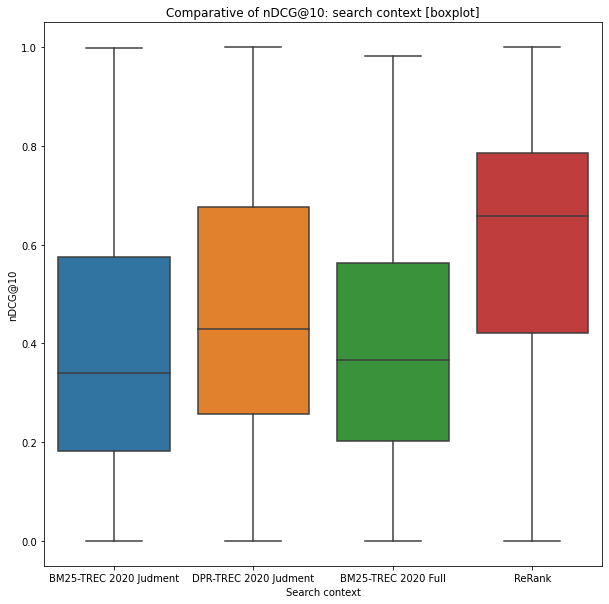 Comparative of nDCG@10: search context [boxplot]
1.0
0.8
0.6
0.4
0.2
0.0
nDCG@10
BM25-TREC 2020 Judment
DPR-TREC 2020 Judment
BM25-TREC 2020 Full
ReRank
Search context